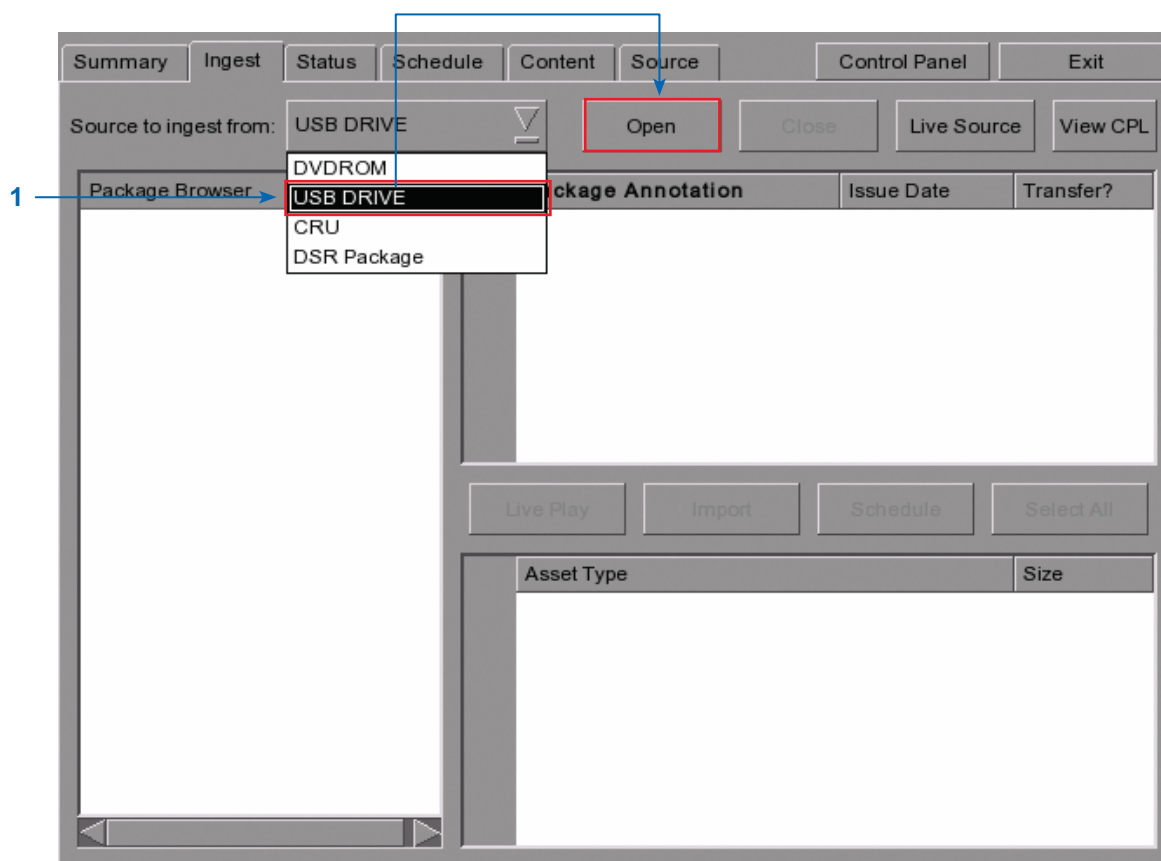 Summary Ingest Status Schedule Content Source Control Panel Exit
Source to ingest from: USB DRIVE Open Close Live Source View CPL
DVDROM
1 Package Browser USB DRIVE ckage Annotation Issue Date Transfer?
CRU
DSR Package
Live Play Import Schedule Select All
Asset Type Size